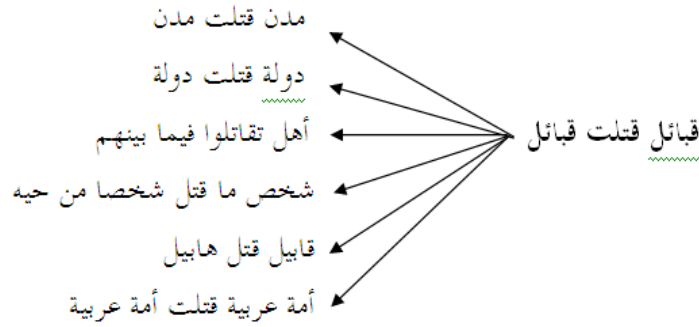 مدن قتلت مدن
دولة قتلت دولة
قبائل قتلت قبائل
أهل تقاتلوا فيما بينهم
شخص ما قتل شخصا من حيه
قابيل قتل هابيل
أمة عربية قتلت أمة عربية